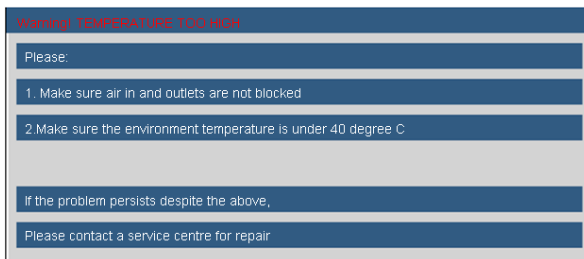 Warning! TEMPERATURE TOO HIGH
Please:
1. Make sure air in and outlets are not blocked
2.Make sure the environment temperature is under 40 degree C
If the problem persists despite the above,
Please contact a service centre for repair